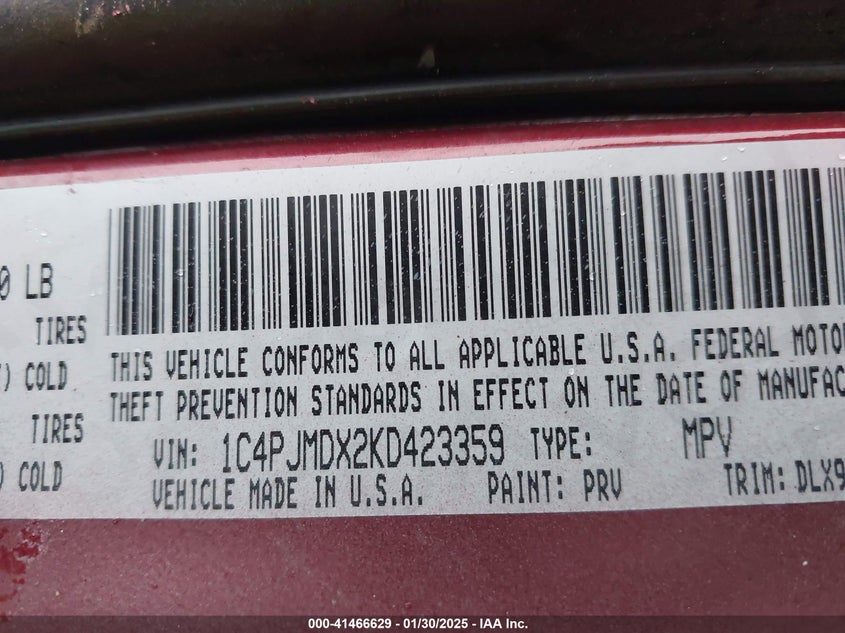 0 LB
TIRES
) COLD
TIRES
) COLD
THIS VEHICLE CONFORMS TO ALL APPLICABLE U.S.A. FEDERAL MOTOR
THEFT PREVENTION STANDARDS IN EFFECT ON THE DATE OF MANUFAC
VIN: 1C4PJMDX2KD423359 TYPE: MPV
VEHICLE MADE IN U.S.A. PAINT: PRV TRIM: DLX9
000-41466629 - 01/30/2025 - IAA Inc.